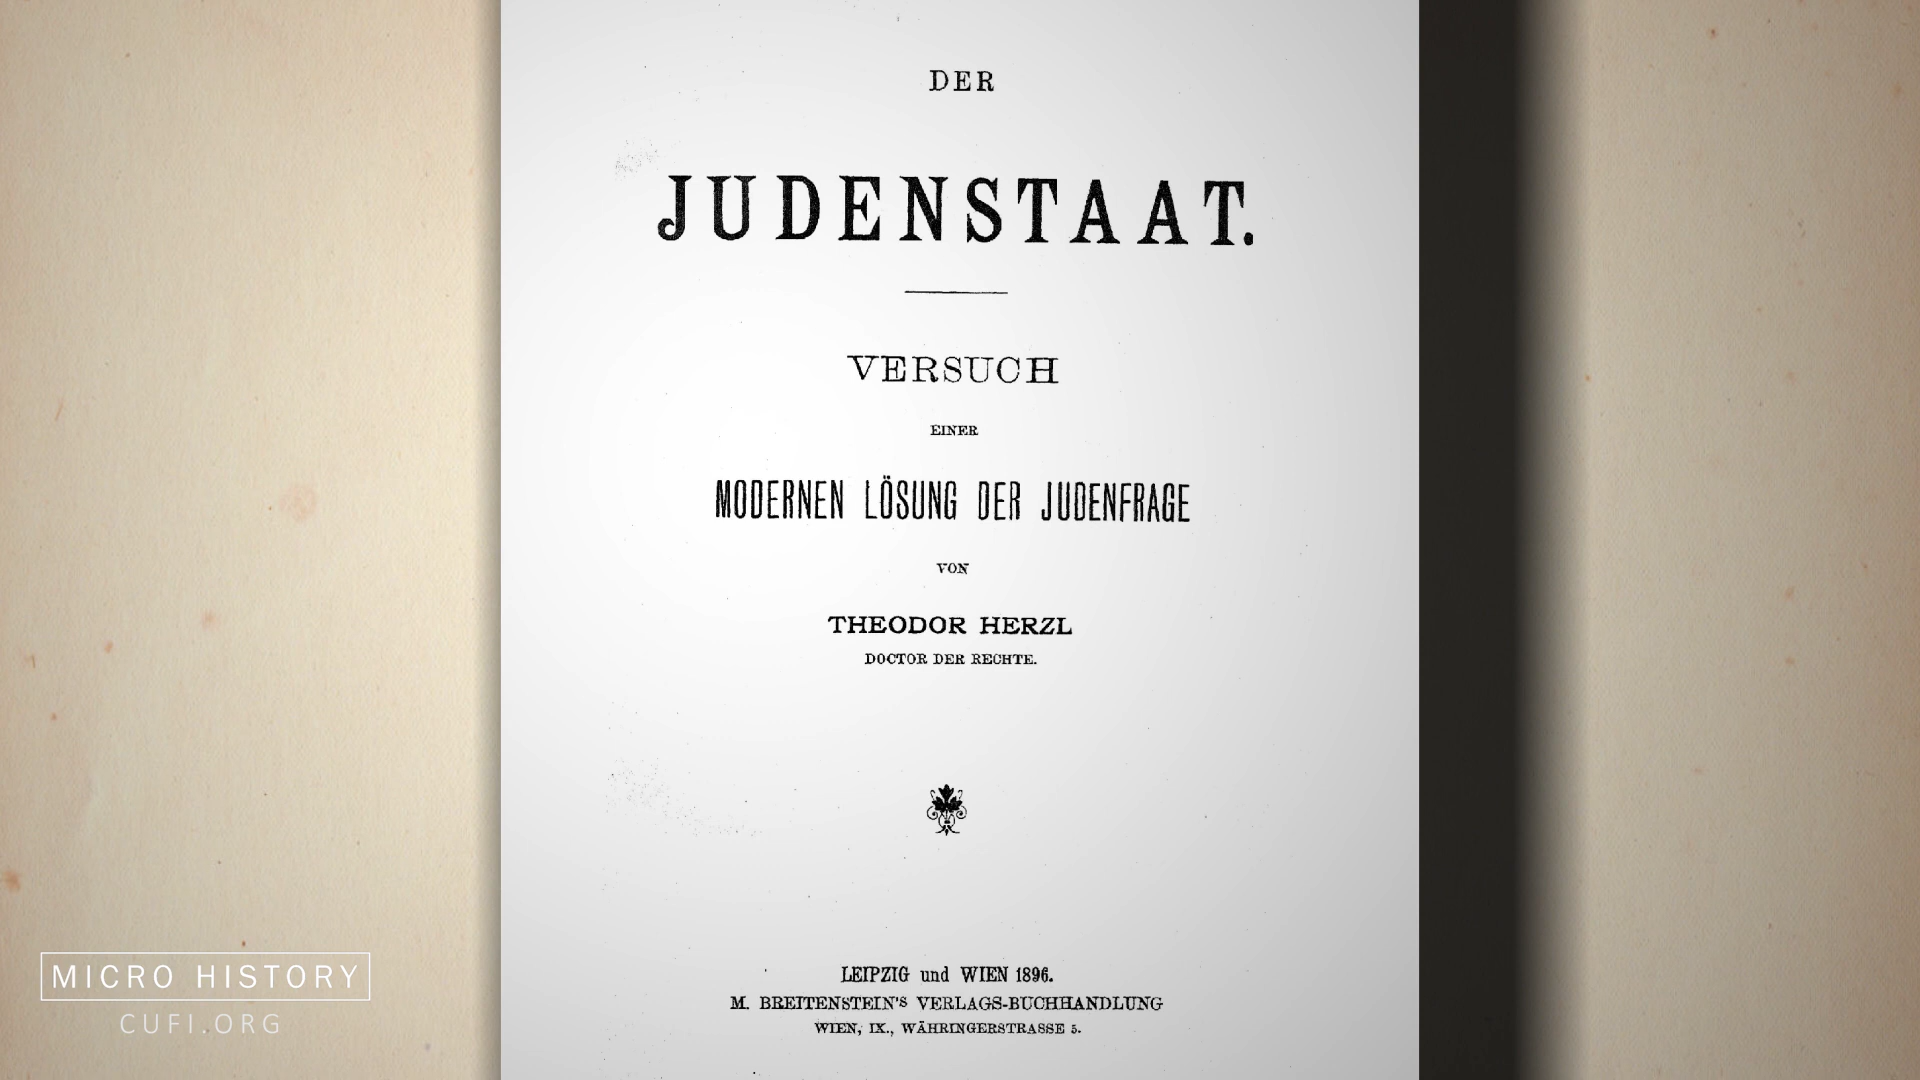 DER
JUDENSTAAT.
VERSUCH
EINER
MODERNEN LÖSUNG DER JUDENFRAGE
VON
THEODOR HERZL
DOCTOR DER RECHTE.
LEIPZIG und WIEN 1896.
M. BREITENSTEIN'S VERLAGS-BUCHHANDLUNG
WIEN, IX., WÄHRINGERSTRASSE 5.
MICRO HISTORY
CUFI.ORG